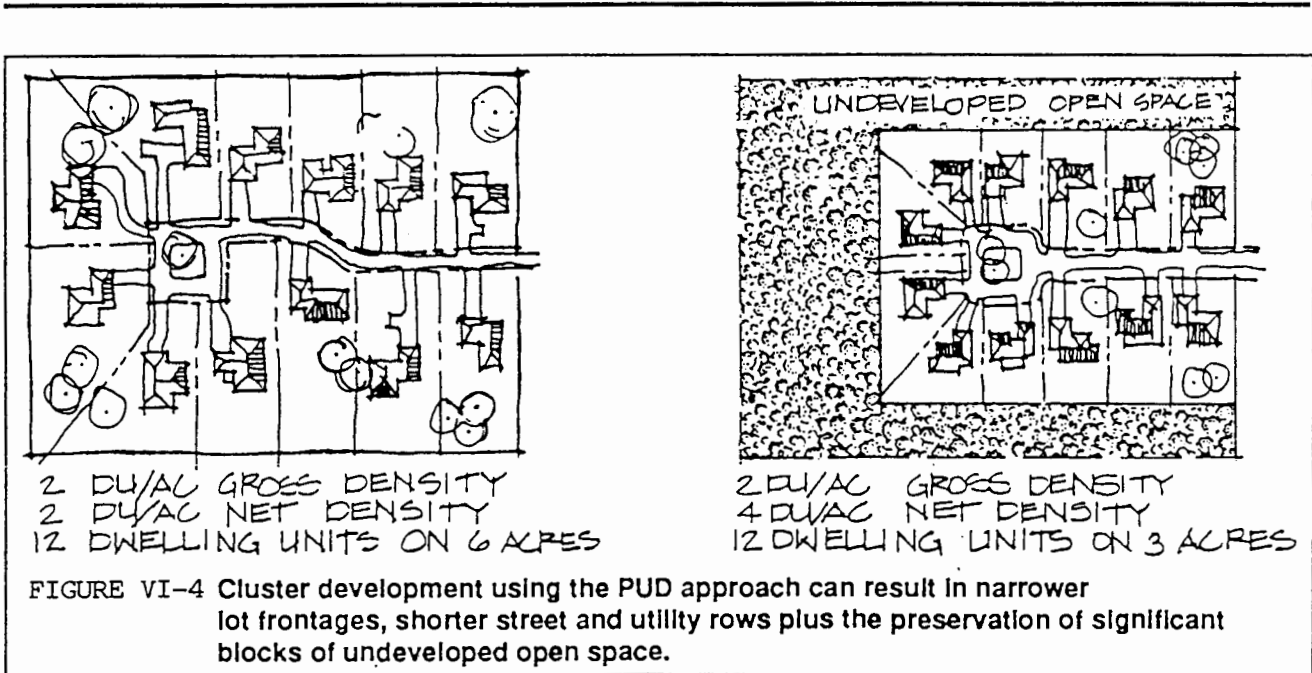 UNDEVELOPED OPEN SPACE
2 DU/AC GROSS DENSITY
2 DU/AC NET DENSITY
12 DWELLING UNITS ON 6 ACRES
2 DU/AC GROSS DENSITY
4 DU/AC NET DENSITY
12 DWELLING UNITS ON 3 ACRES
FIGURE VI-4 Cluster development using the PUD approach can result in narrower
lot frontages, shorter street and utility rows plus the preservation of significant
blocks of undeveloped open space.